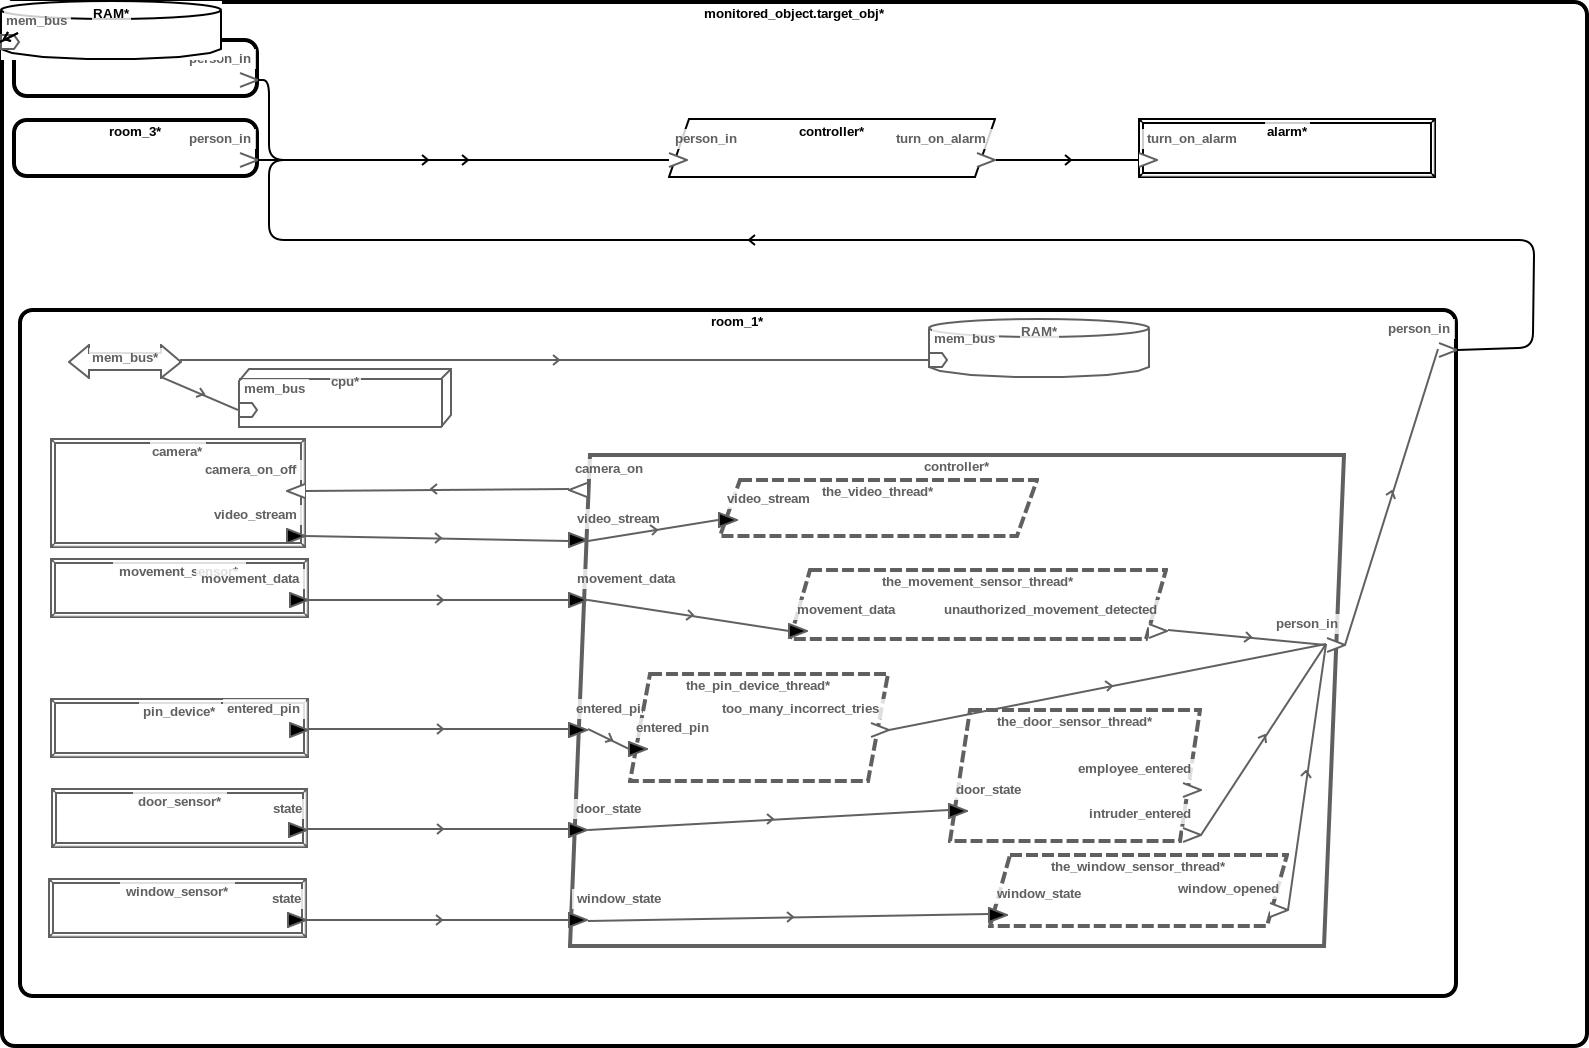 monitored_object.target_obj*
RAM*
mem_bus
person_in
room_3*
person_in
person_in
controller*
turn_on_alarm
turn_on_alarm
alarm*
room_1*
person_in
mem_bus*
mem_bus
RAM*
mem_bus
cpu*
camera*
camera_on_off
video_stream
camera_on
controller*
video_stream
the_video_thread*
video_stream
movement_sensor*
movement_data
movement_data
the_movement_sensor_thread*
movement_data
unauthorized_movement_detected
person_in
pin_device*
entered_pin
entered_pi
the_pin_device_thread*
too_many_incorrect_tries
entered_pin
the_door_sensor_thread*
employee_entered
door_state
intruder_entered
door_sensor*
state
door_state
the_window_sensor_thread*
window_state
window_opened
window_sensor*
state
window_state